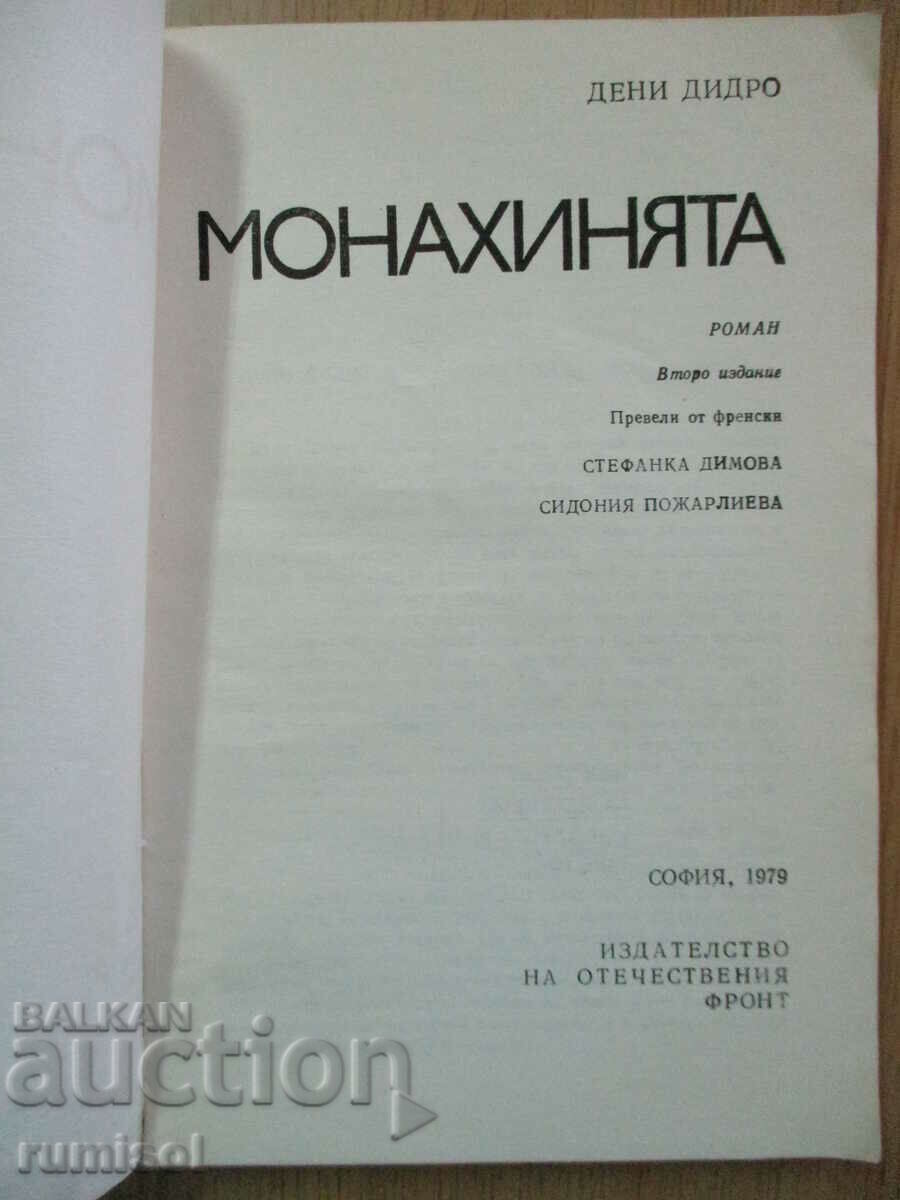 ДЕНИ ДИДРО
МОНАХИНЯТА
РОМАН
Второ издание
Превели от френски
СТЕФАНКА ДИМОВА
СИДОНИЯ ПОЖАРЛИЕВА
СОФИЯ, 1979
ИЗДАТЕЛСТВО
НА ОТЕЧЕСТВЕНИЯ
ФРОНТ
BALKAN
auction
rumisol